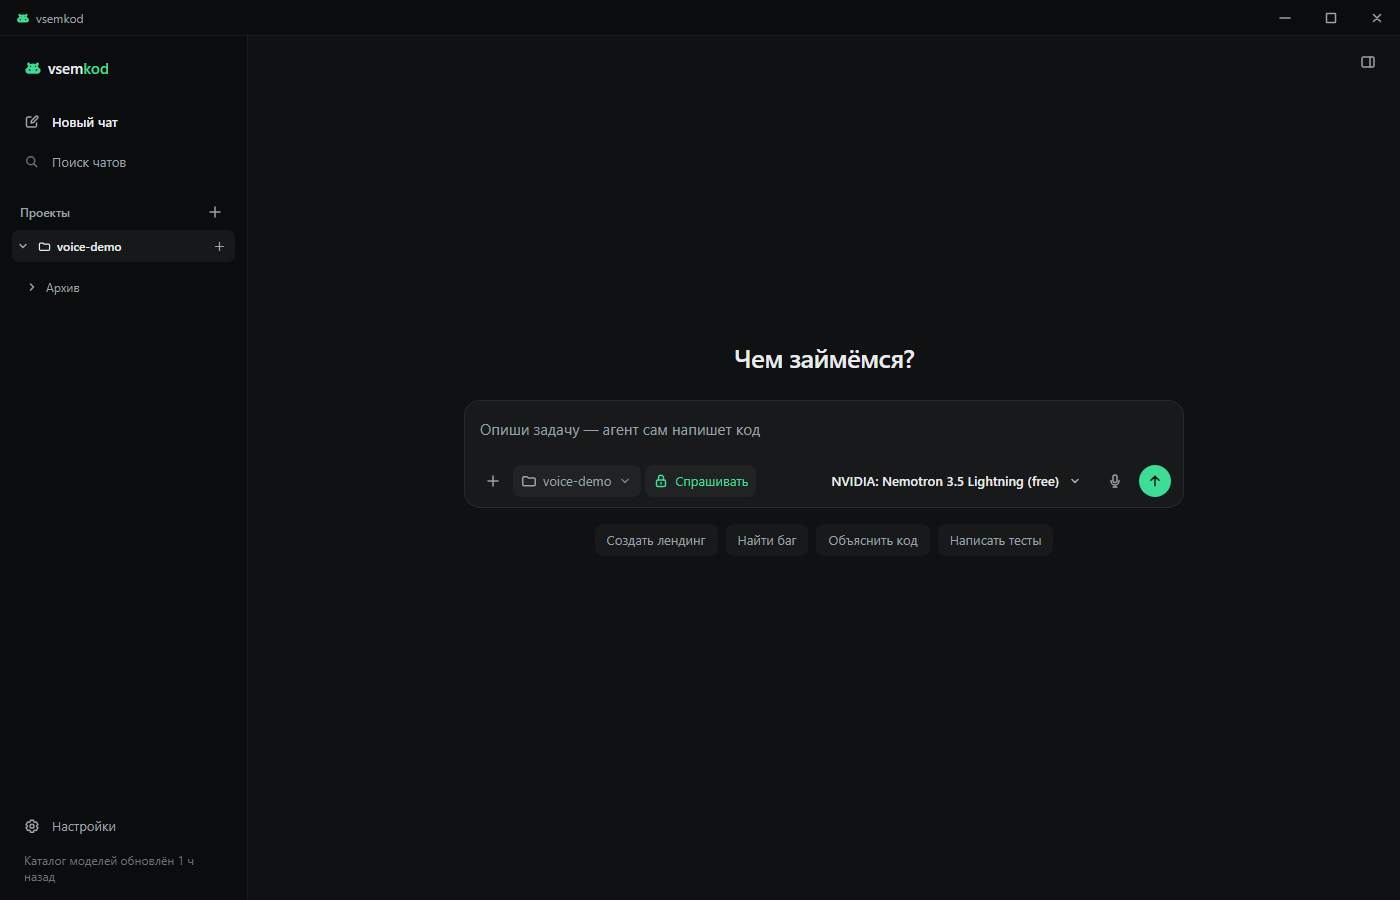 vsemkod
vsemkod
Новый чат
Поиск чатов
Проекты
voice-demo
Архив
Чем займёмся?
Опиши задачу — агент сам напишет код
voice-demo
Спрашивать
NVIDIA: Nemotron 3.5 Lightning (free)
Создать лендинг
Найти баг
Объяснить код
Написать тесты
Настройки
Каталог моделей обновлён 1 ч
назад